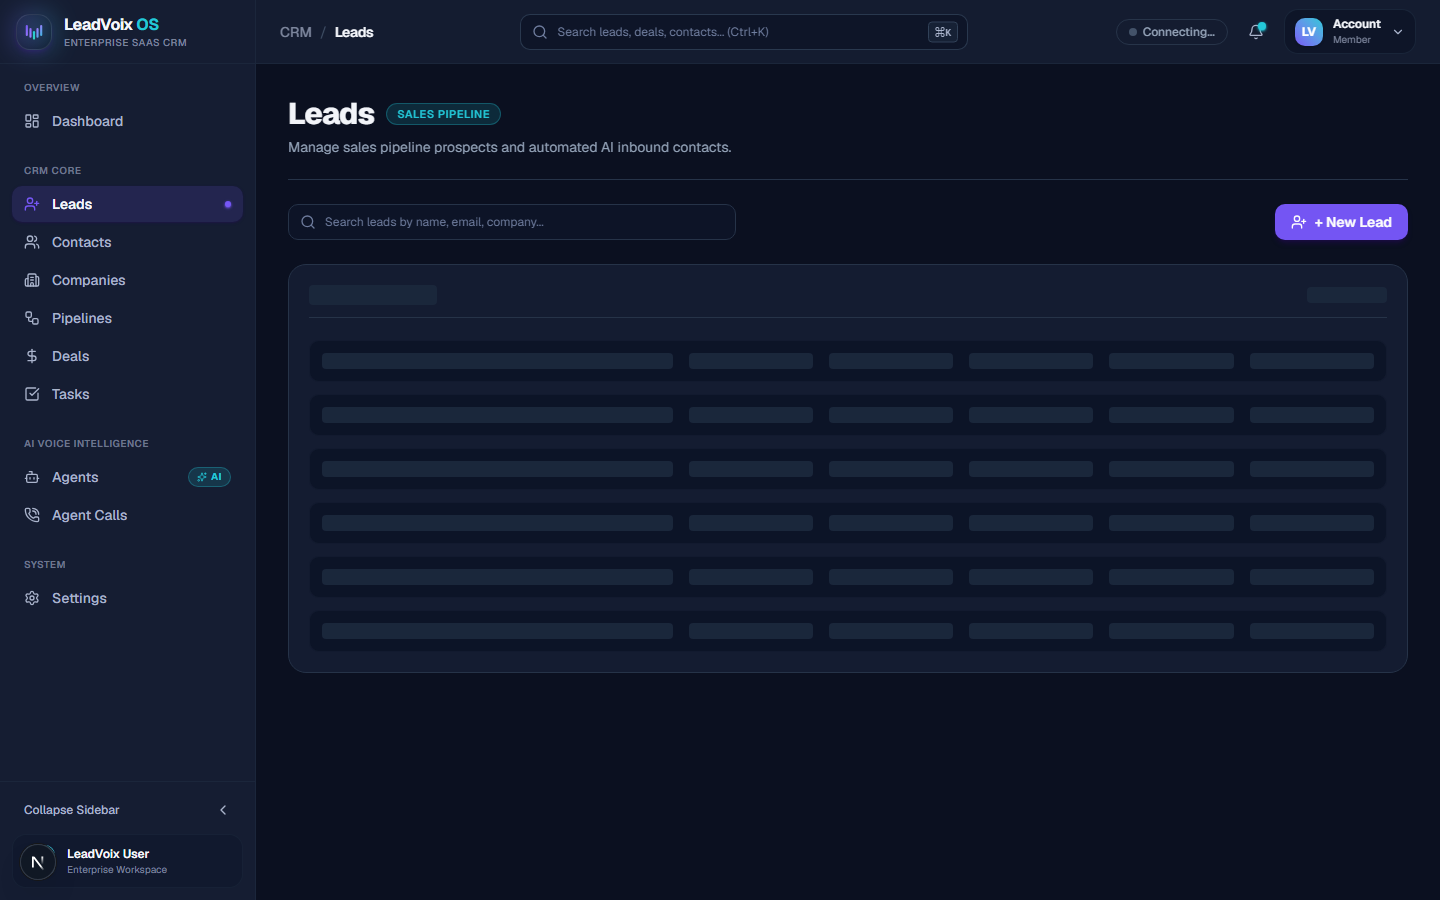 LeadVoix OS
ENTERPRISE SAAS CRM
CRM / Leads
Search leads, deals, contacts... (Ctrl+K)
⌘K
Connecting...
LV
Account
Member
OVERVIEW
Dashboard
CRM CORE
Leads
Contacts
Companies
Pipelines
Deals
Tasks
AI VOICE INTELLIGENCE
Agents
AI
Agent Calls
SYSTEM
Settings
Collapse Sidebar
N
LeadVoix User
Enterprise Workspace
Leads
SALES PIPELINE
Manage sales pipeline prospects and automated AI inbound contacts.
Search leads by name, email, company...
+ New Lead